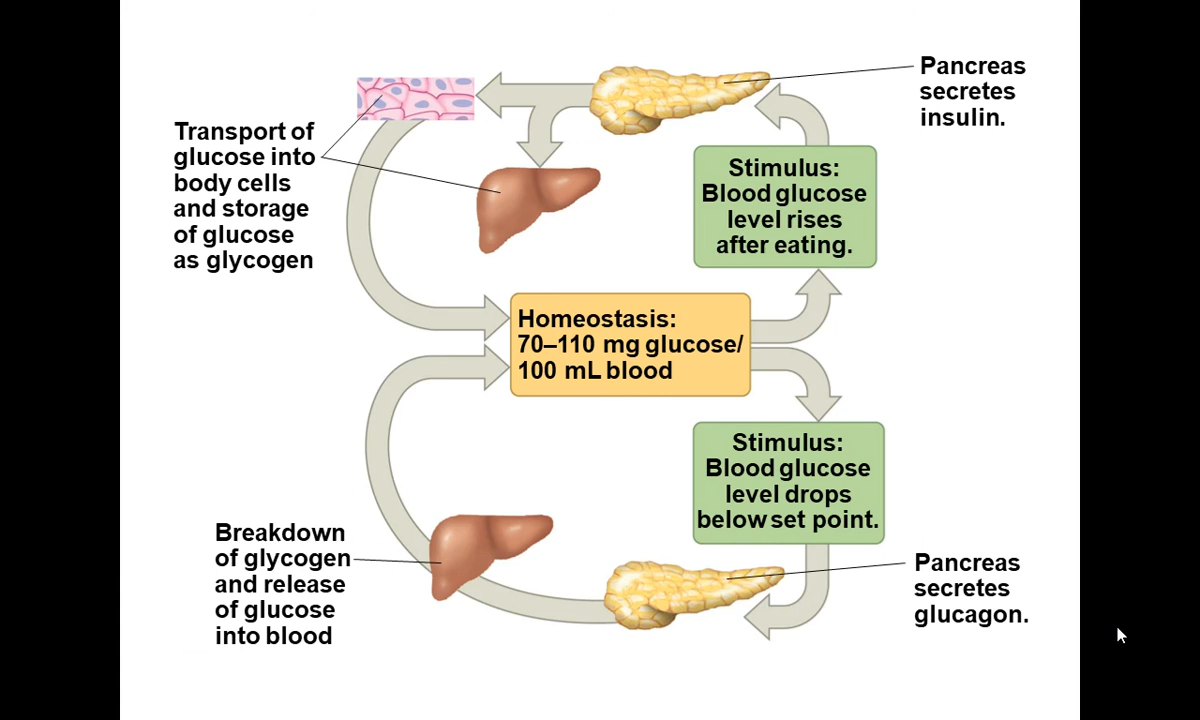 Pancreas
secretes
insulin.
Transport of
glucose into
body cells
and storage
of glucose
as glycogen
Stimulus:
Blood glucose
level rises
after eating.
Homeostasis:
70–110 mg glucose/
100 mL blood
Stimulus:
Blood glucose
level drops
below set point.
Breakdown
of glycogen
and release
of glucose
into blood
Pancreas
secretes
glucagon.